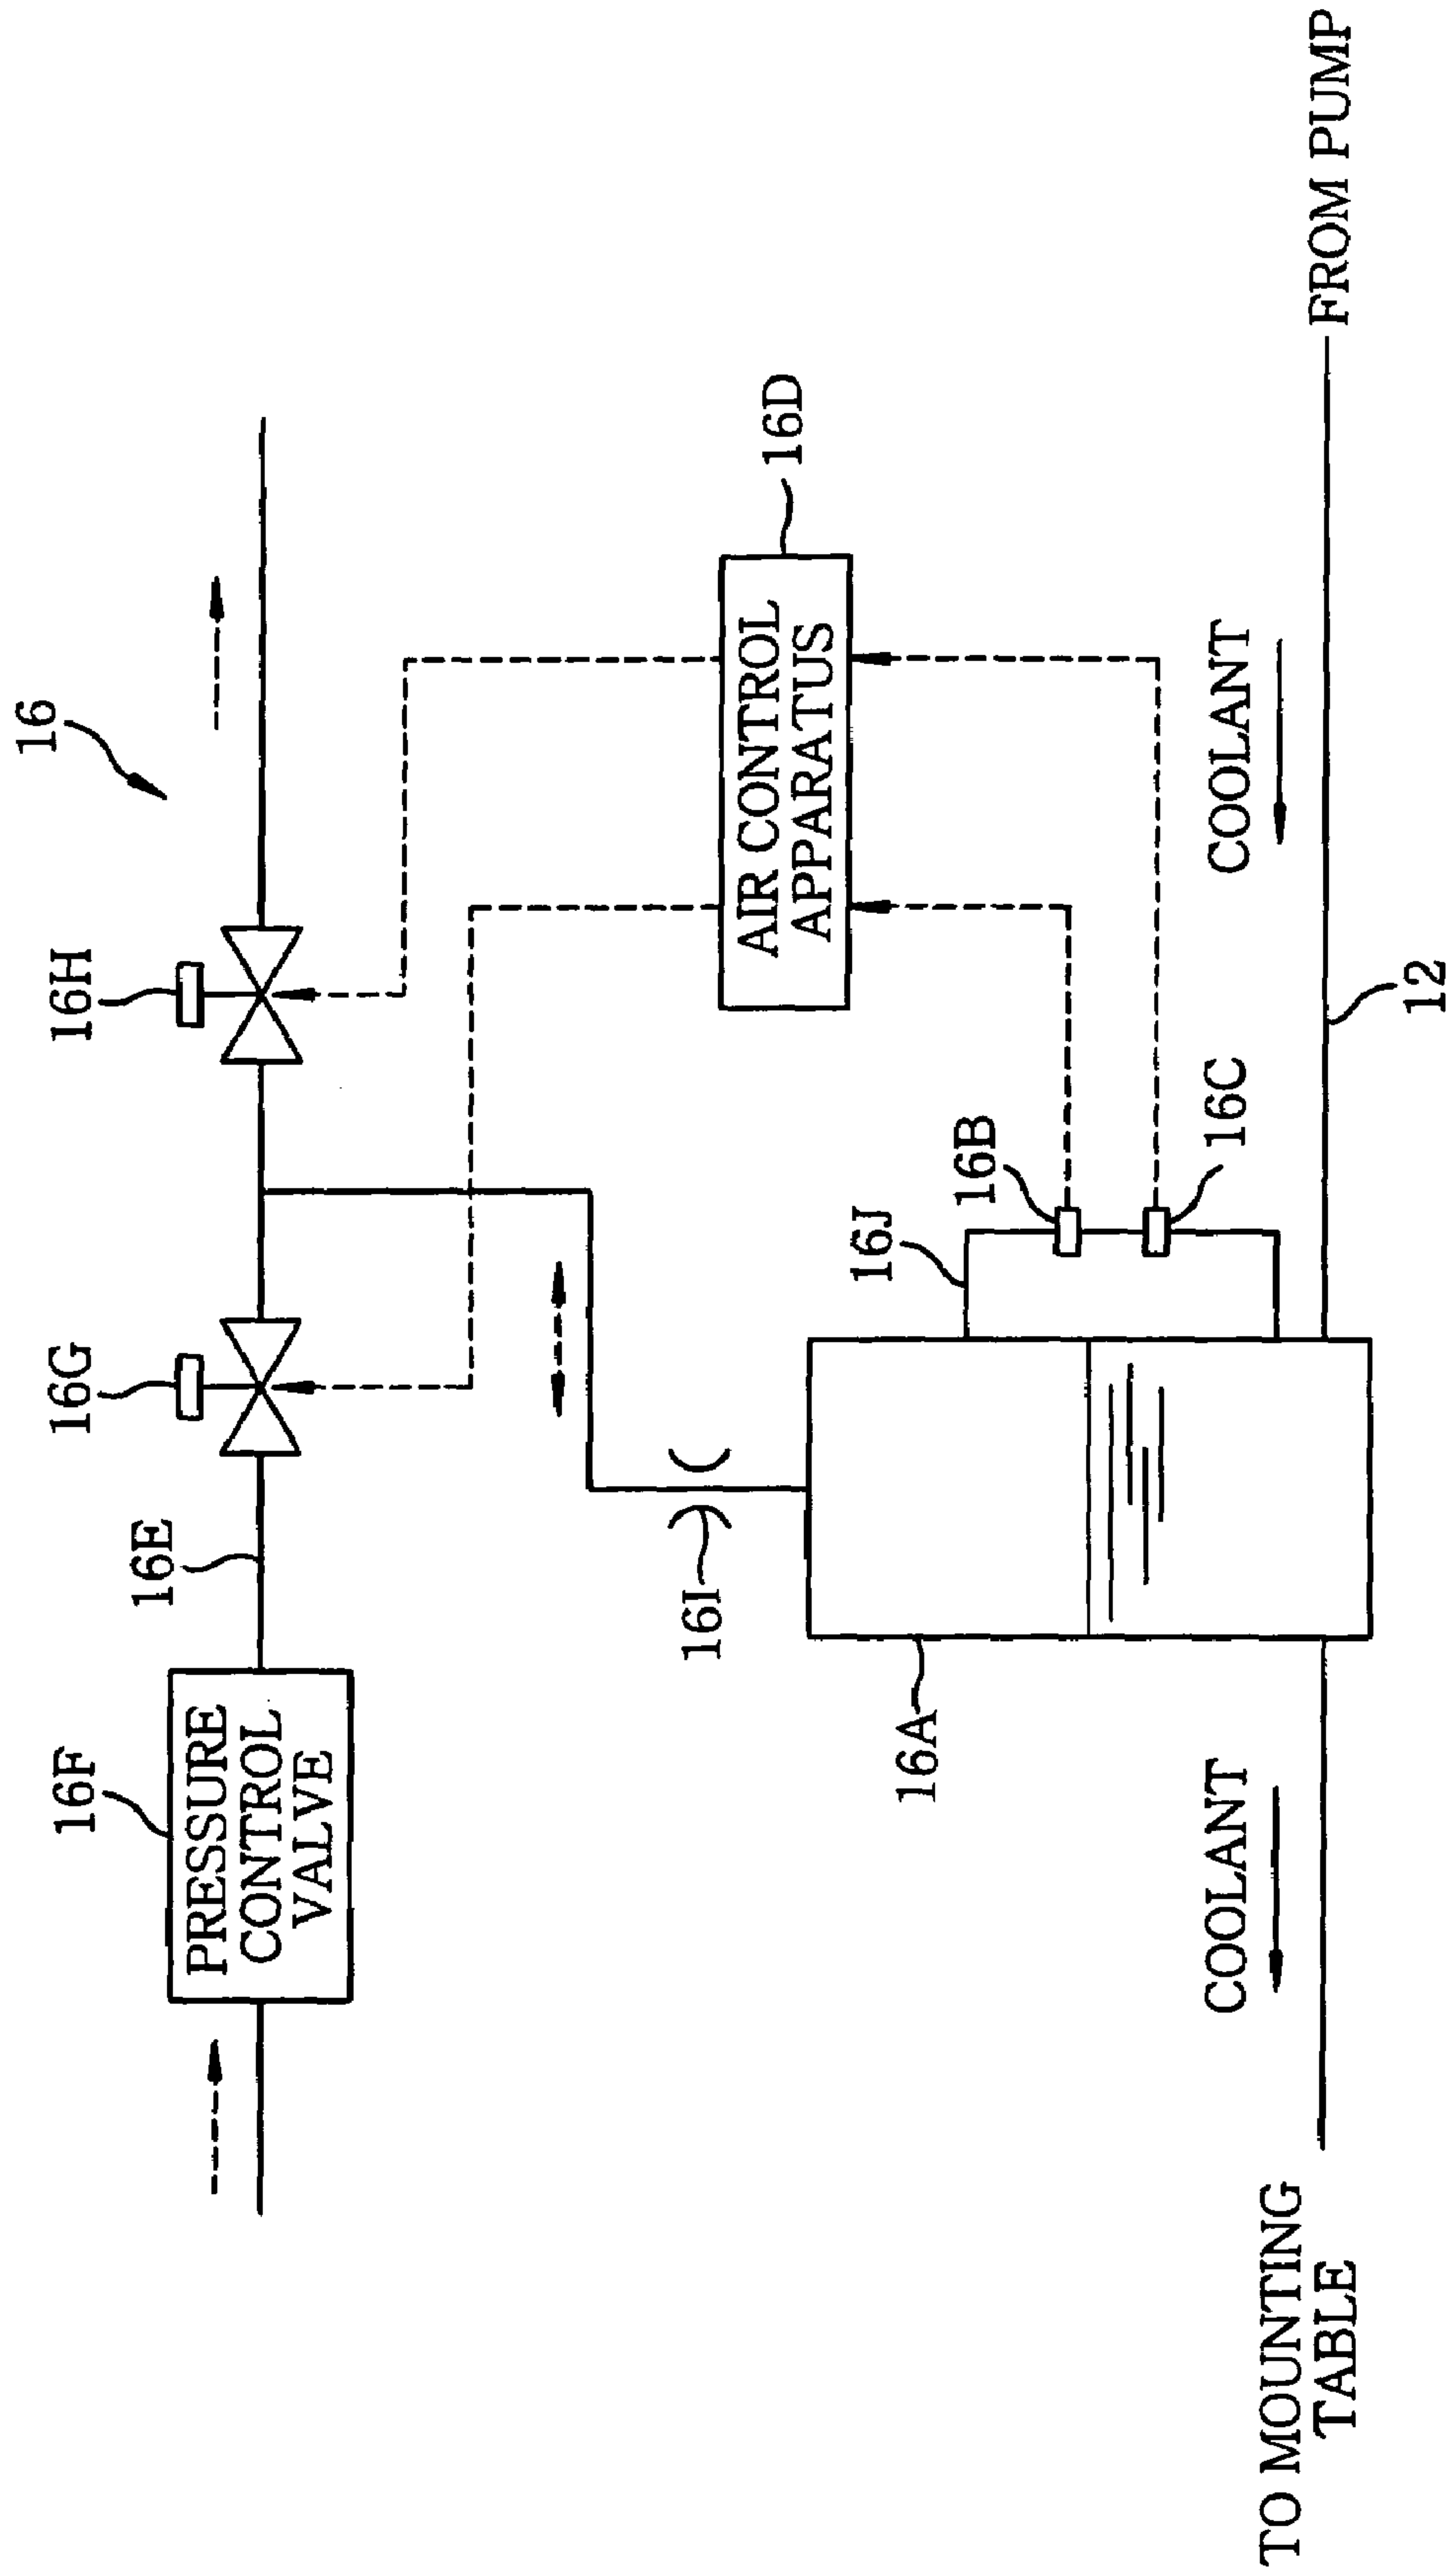 16
16F
16G
16H
16E
PRESSURE
CONTROL
VALVE
16D
AIR CONTROL
APPARATUS
16I
16J
16B
16C
16A
COOLANT
COOLANT
12
TO MOUNTING
TABLE
FROM PUMP